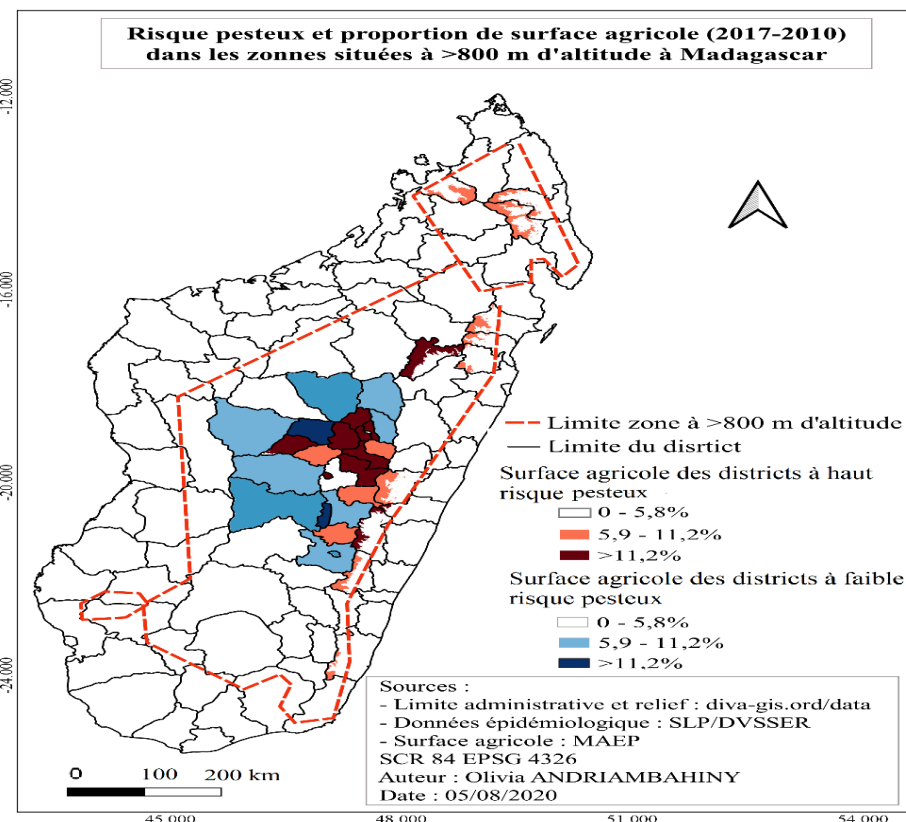 Risque pesteux et proportion de surface agricole (2017-2010)
dans les zonnes situées à >800 m d'altitude à Madagascar
-12.000
-16.000
-20.000
-24.000
Limite zone à >800 m d'altitude
Limite du disrtict
Surface agricole des districts à haut
risque pesteux
0 - 5,8%
5,9 - 11,2%
>11,2%
Surface agricole des districts à faible
risque pesteux
0 - 5,8%
5,9 - 11,2%
>11,2%
Sources :
- Limite administrative et relief : diva-gis.ord/data
- Données épidémiologique : SLP/DVSSER
- Surface agricole : MAEP
SCR 84 EPSG 4326
Auteur : Olivia ANDRIAMBAHINY
Date : 05/08/2020
0 100 200 km
45.000 48.000 51.000 54.000